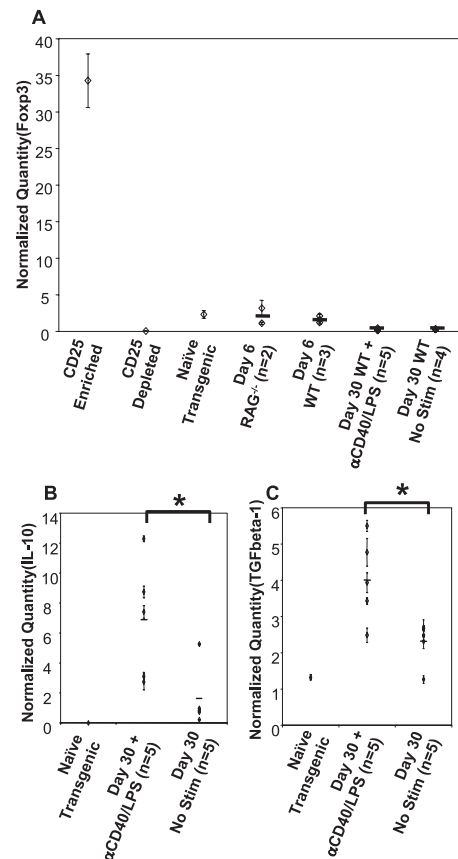 A
Normalized Quantity(Foxp3)
40
35
30
25
20
15
10
5
0
CD25
Enriched
CD25
Depleted
Naïve
Transgenic
Day 6
RAG-/- (n=2)
Day 6
WT (n=3)
Day 30 WT +
αCD40/LPS (n=5)
Day 30 WT
No Stim (n=4)
B
*
Normalized Quantity(IL-10)
14
12
10
8
6
4
2
0
Naïve
Transgenic
Day 30 +
αCD40/LPS (n=5)
Day 30
No Stim (n=5)
C
*
Normalized Quantity(TGFbeta-1)
6
5
4
3
2
1
0
Naïve
Transgenic
Day 30 +
αCD40/LPS (n=5)
Day 30
No Stim (n=5)